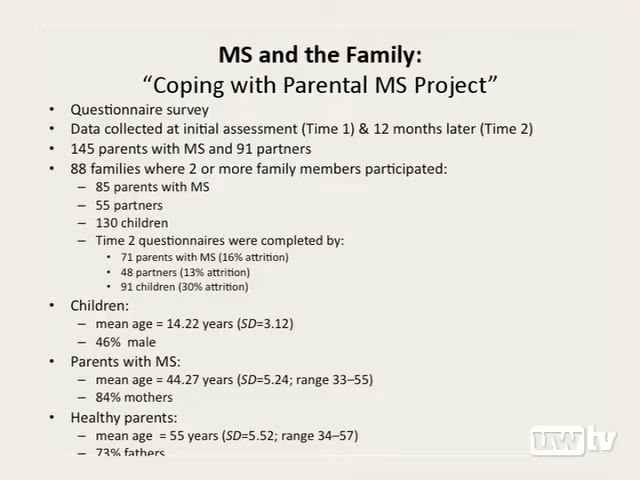 MS and the Family:
“Coping with Parental MS Project”
• Questionnaire survey
• Data collected at initial assessment (Time 1) & 12 months later (Time 2)
• 145 parents with MS and 91 partners
• 88 families where 2 or more family members participated:
– 85 parents with MS
– 55 partners
– 130 children
– Time 2 questionnaires were completed by:
• 71 parents with MS (16% attrition)
• 48 partners (13% attrition)
• 91 children (30% attrition)
• Children:
– mean age = 14.22 years (SD=3.12)
– 46% male
• Parents with MS:
– mean age = 44.27 years (SD=5.24; range 33–55)
– 84% mothers
• Healthy parents:
– mean age = 55 years (SD=5.52; range 34–57)
– 73% fathers
uwtv